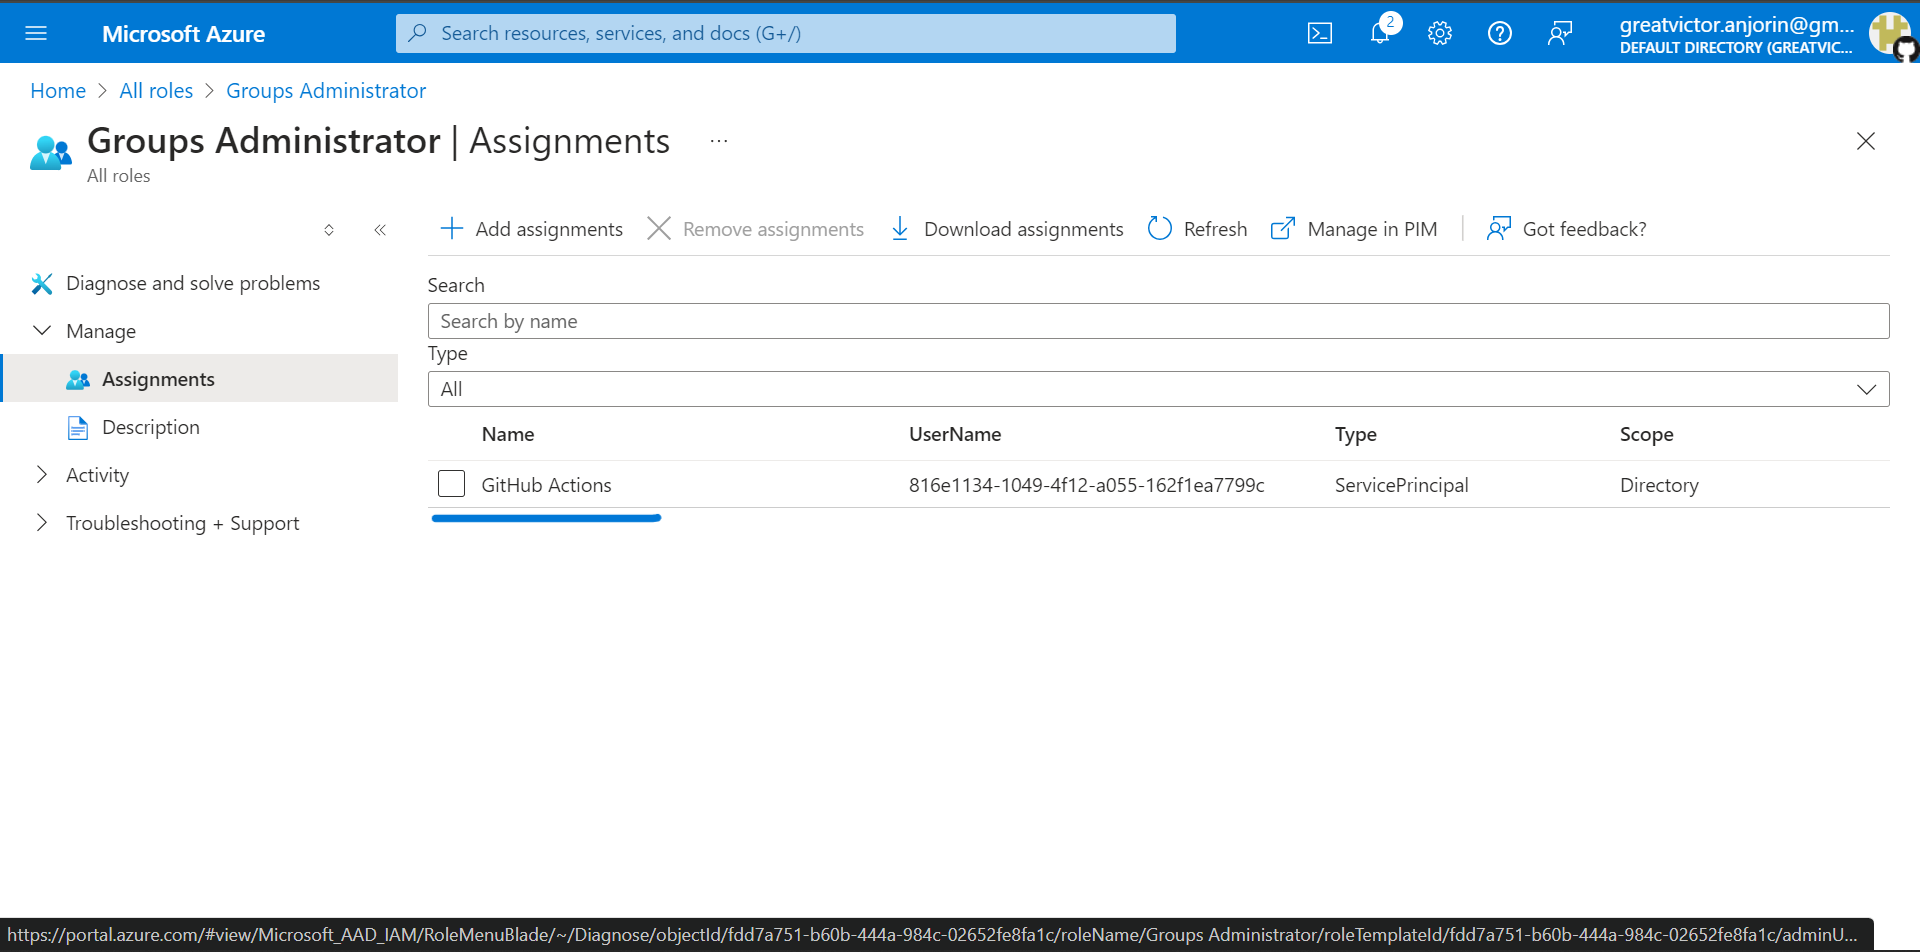 Microsoft Azure
Search resources, services, and docs (G+/)
2
greatvictor.anjorin@gm...
DEFAULT DIRECTORY (GREATVIC...
Home > All roles > Groups Administrator
Groups Administrator | Assignments ...
All roles
Add assignments Remove assignments Download assignments Refresh Manage in PIM Got feedback?
Diagnose and solve problems
Manage
Assignments
Description
Activity
Troubleshooting + Support
Search
Search by name
Type
All
Name UserName Type Scope
GitHub Actions 816e1134-1049-4f12-a055-162f1ea7799c ServicePrincipal Directory
https://portal.azure.com/#view/Microsoft_AAD_IAM/RoleMenuBlade/~/Diagnose/objectId/fdd7a751-b60b-444a-984c-02652fe8fa1c/roleName/Groups Administrator/roleTemplateId/fdd7a751-b60b-444a-984c-02652fe8fa1c/adminU...